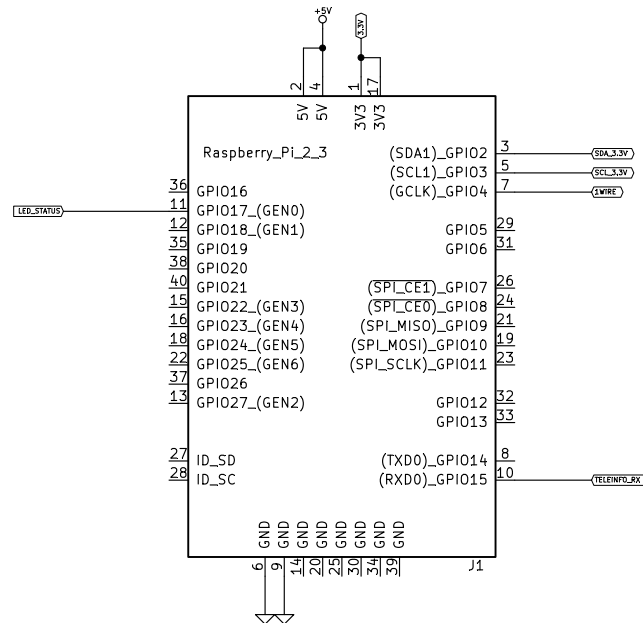 +5V
3.3V
2
4
1
17
5V
5V
3V3
3V3
Raspberry_Pi_2_3
(SDA1)_GPIO2
3
SDA_3.3V
(SCL1)_GPIO3
5
SCL_3.3V
36
GPIO16
(GCLK)_GPIO4
7
1WIRE
LED_STATUS
11
GPIO17_(GEN0)
12
GPIO18_(GEN1)
GPIO5
29
35
GPIO19
GPIO6
31
38
GPIO20
40
GPIO21
(SPI_CE1)_GPIO7
26
15
GPIO22_(GEN3)
(SPI_CE0)_GPIO8
24
16
GPIO23_(GEN4)
(SPI_MISO)_GPIO9
21
18
GPIO24_(GEN5)
(SPI_MOSI)_GPIO10
19
22
GPIO25_(GEN6)
(SPI_SCLK)_GPIO11
23
37
GPIO26
13
GPIO27_(GEN2)
GPIO12
32
GPIO13
33
27
ID_SD
(TXD0)_GPIO14
8
28
ID_SC
(RXD0)_GPIO15
10
TELEINFO_RX
GND
GND
GND
GND
GND
GND
GND
GND
6
9
14
20
25
30
34
39
J1